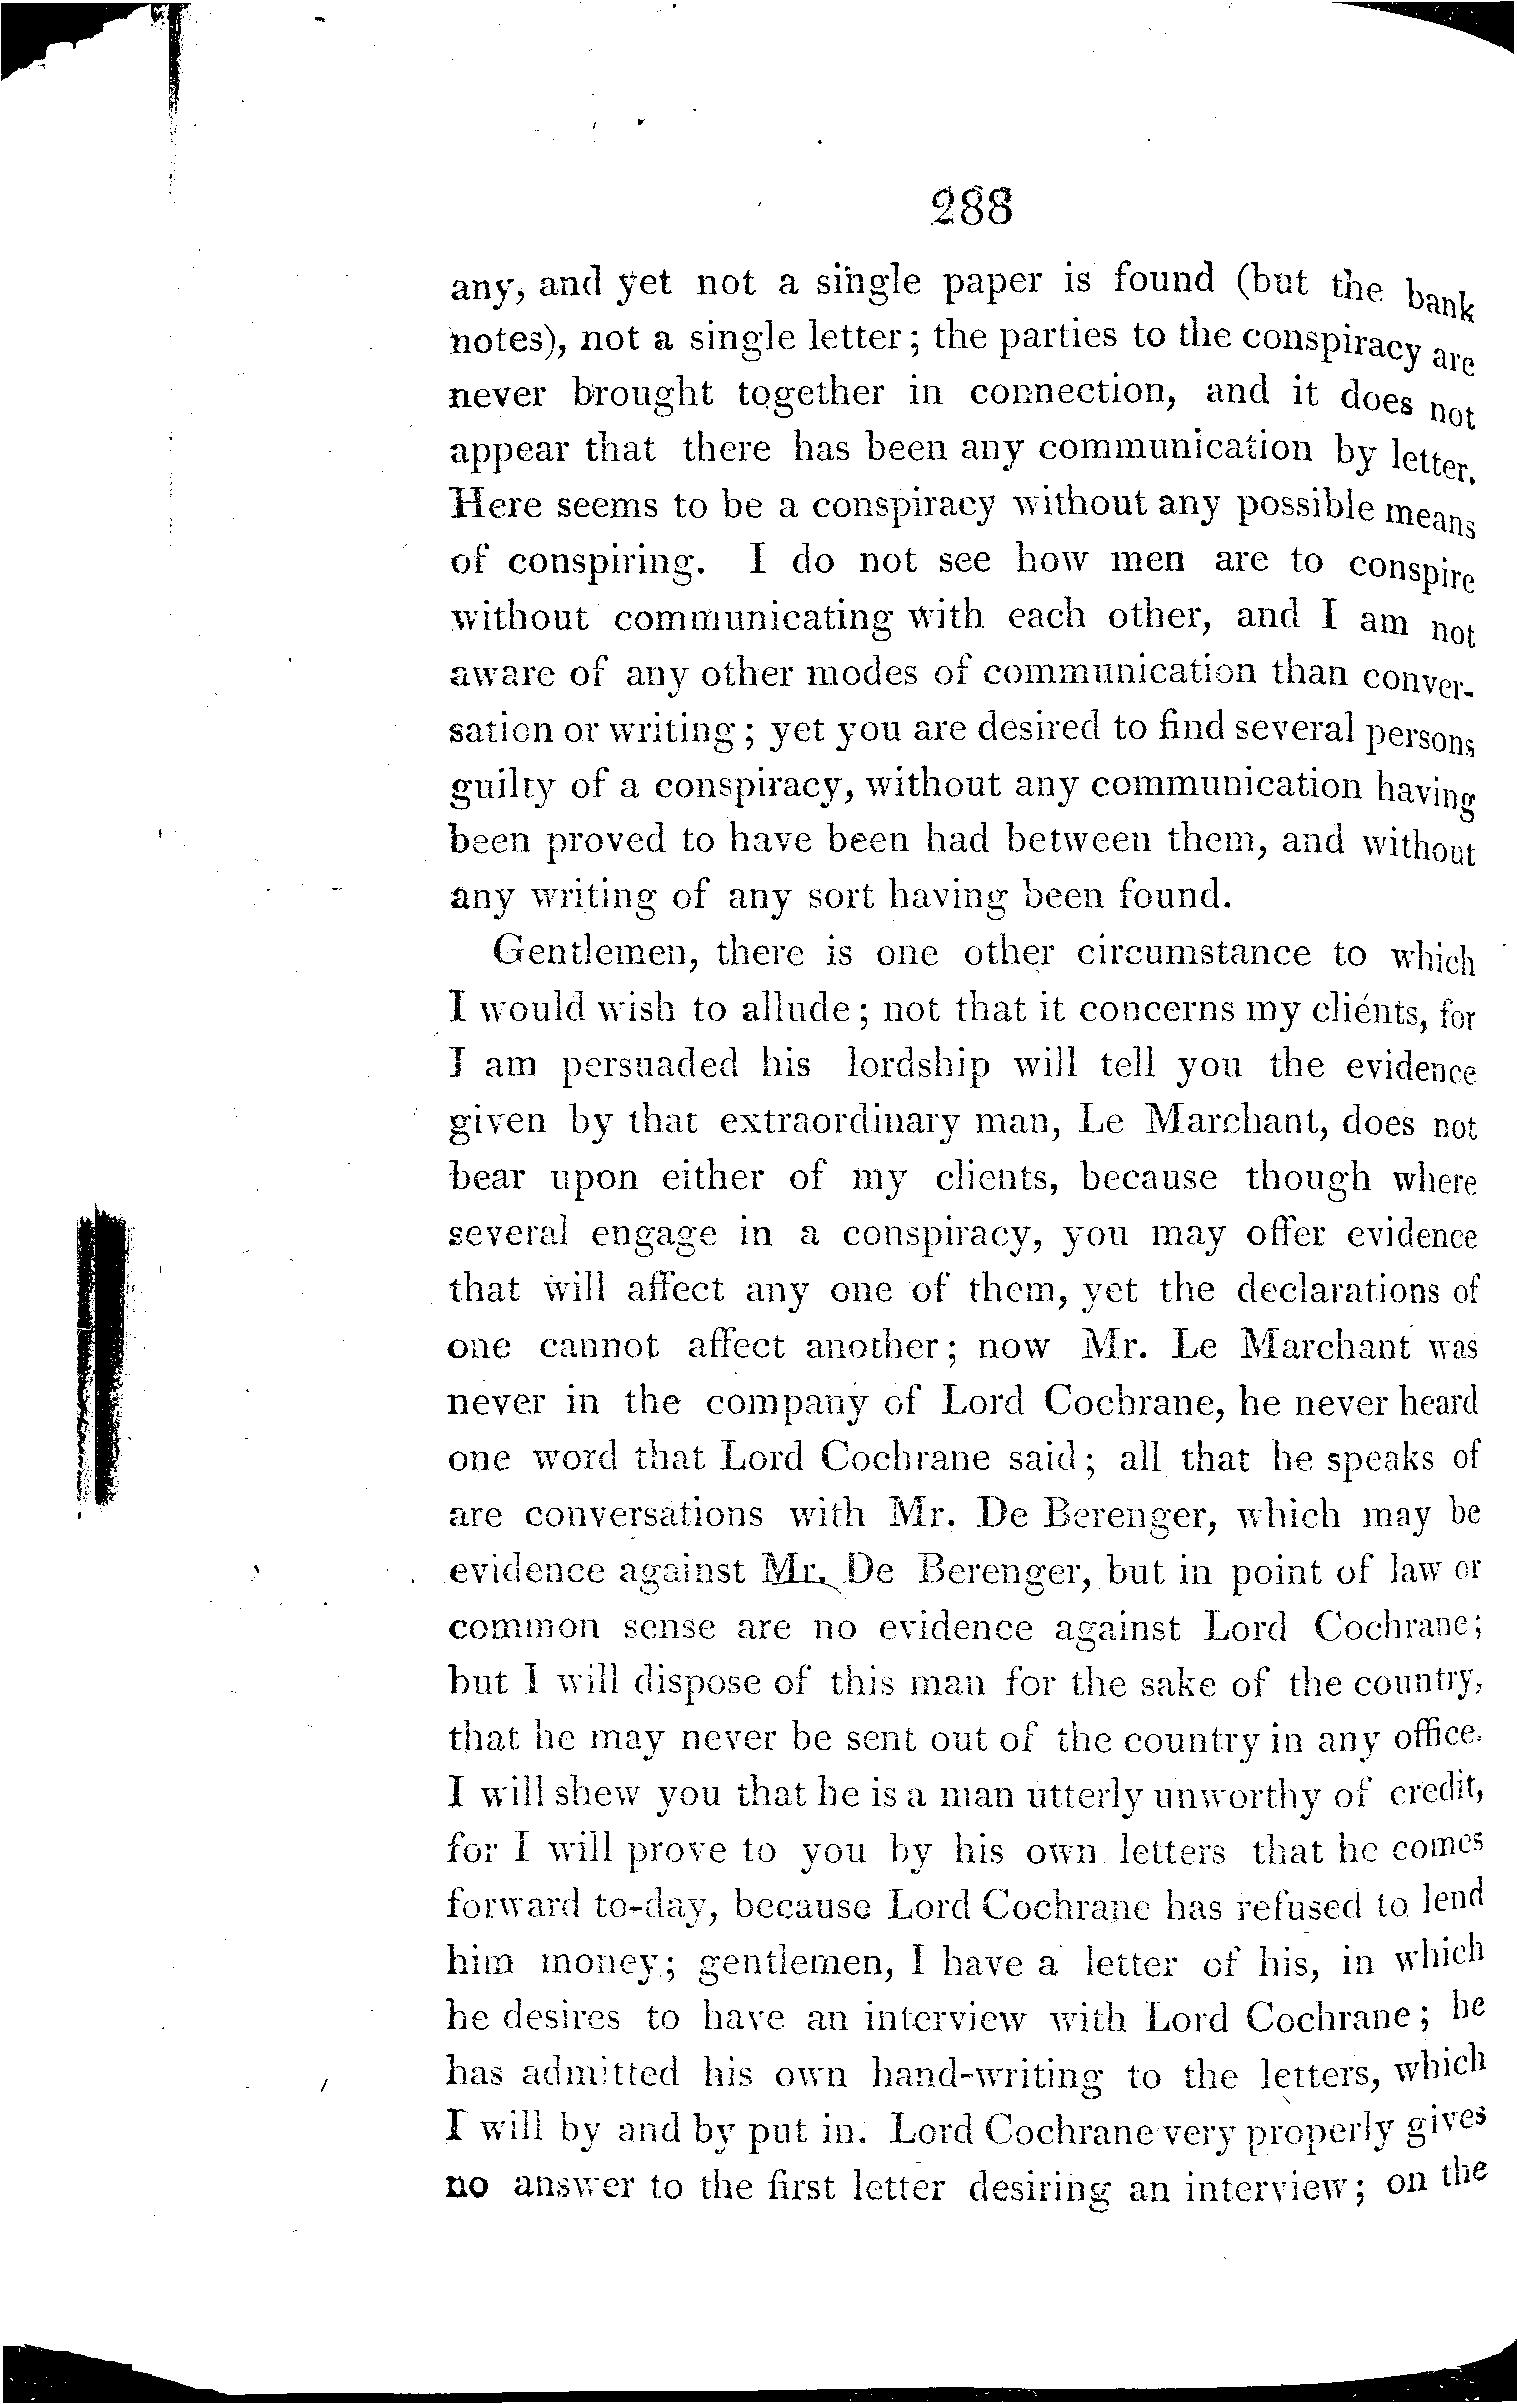 288
any, and yet not a single paper is found (but the bank
notes), not a single letter; the parties to the conspiracy are
never brought together in connection, and it does not
appear that there has been any communication by letter.
Here seems to be a conspiracy without any possible means
of conspiring. I do not see how men are to conspire
without communicating with each other, and I am not
aware of any other modes of communication than conver-
sation or writing; yet you are desired to find several persons
guilty of a conspiracy, without any communication having
been proved to have been had between them, and without
any writing of any sort having been found.
Gentlemen, there is one other circumstance to which
I would wish to allude; not that it concerns my clients, for
I am persuaded his lordship will tell you the evidence
given by that extraordinary man, Le Marchant, does not
bear upon either of my clients, because though where
several engage in a conspiracy, you may offer evidence
that will affect any one of them, yet the declarations of
one cannot affect another; now Mr. Le Marchant was
never in the company of Lord Cochrane, he never heard
one word that Lord Cochrane said; all that he speaks of
are conversations with Mr. De Berenger, which may be
evidence against Mr. De Berenger, but in point of law or
common sense are no evidence against Lord Cochrane;
but I will dispose of this man for the sake of the country,
that he may never be sent out of the country in any office.
I will shew you that he is a man utterly unworthy of credit,
for I will prove to you by his own letters that he comes
forward to-day, because Lord Cochrane has refused to lend
him money; gentlemen, I have a letter of his, in which
he desires to have an interview with Lord Cochrane; he
has admitted his own hand-writing to the letters, which
I will by and by put in. Lord Cochrane very properly gives
no answer to the first letter desiring an interview; on the